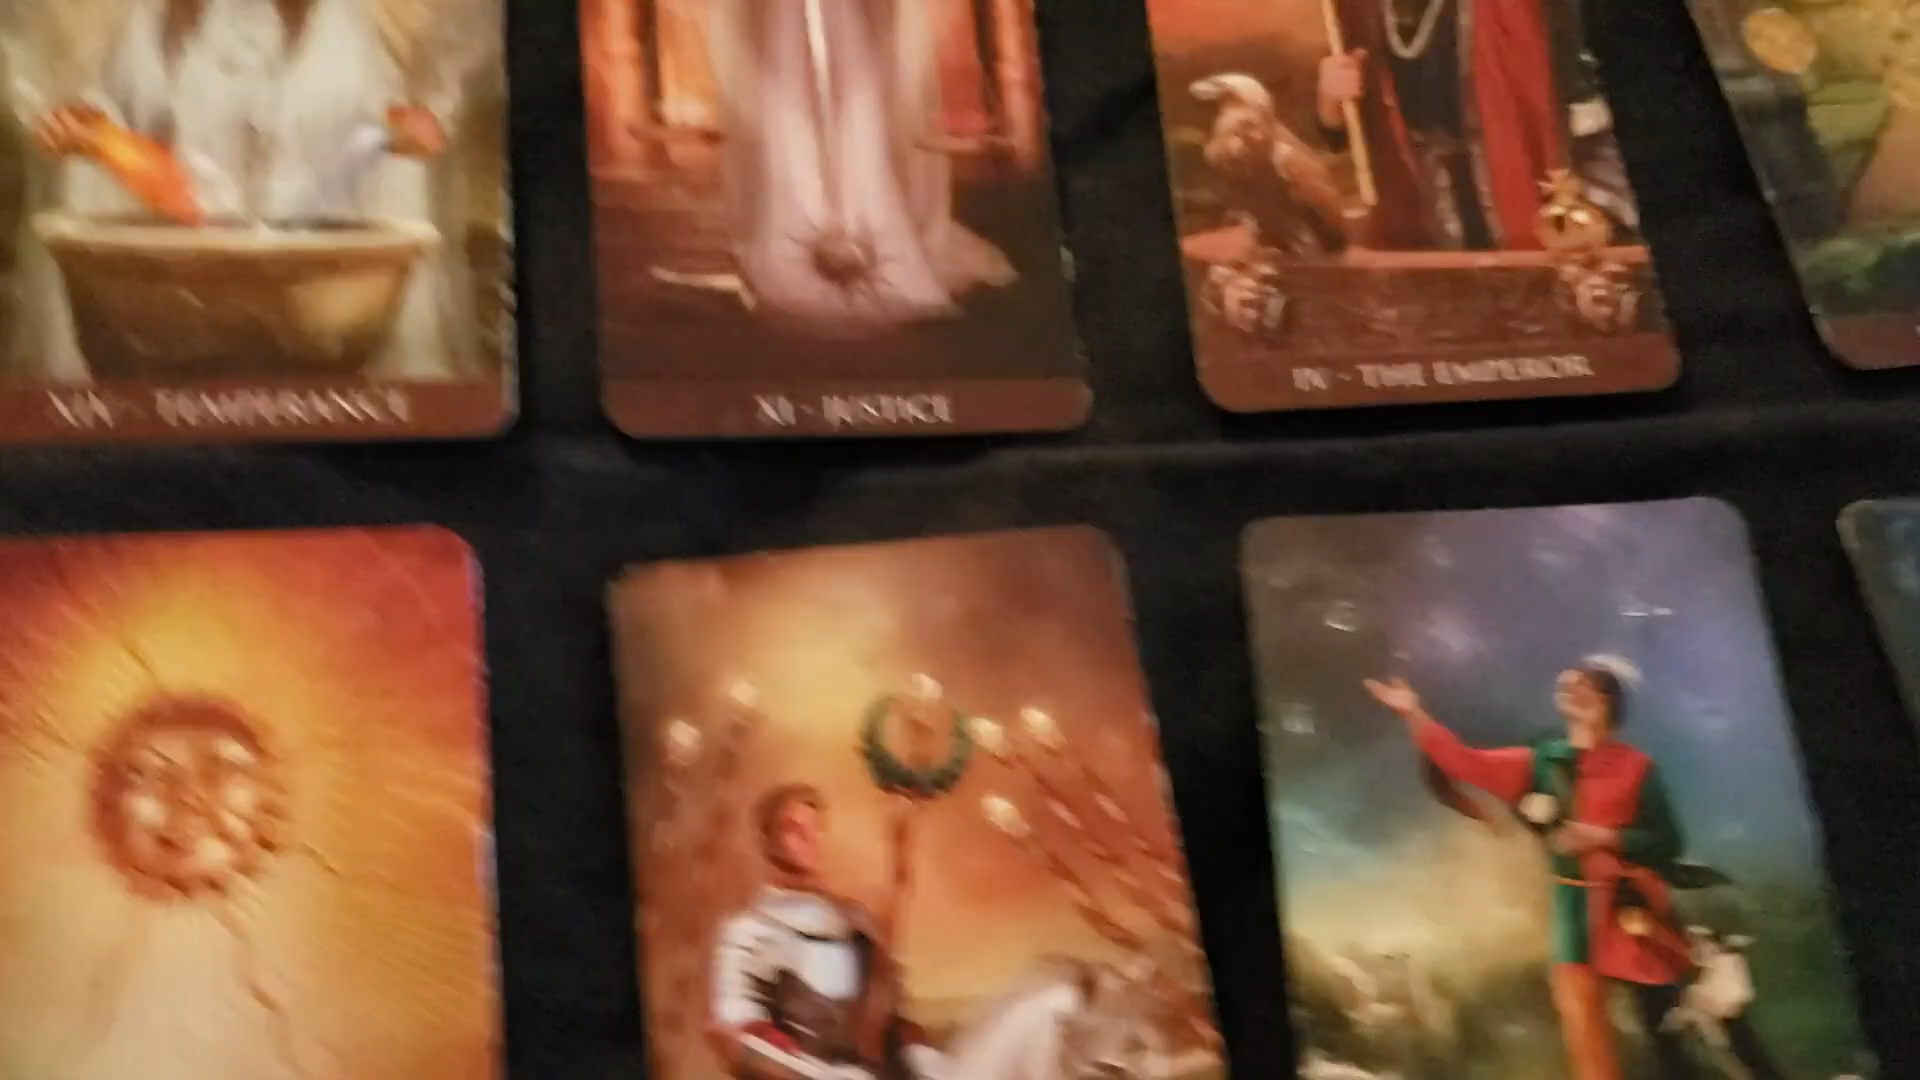 XIV - TEMPERANCE
XI - JUSTICE
IV - THE EMPEROR